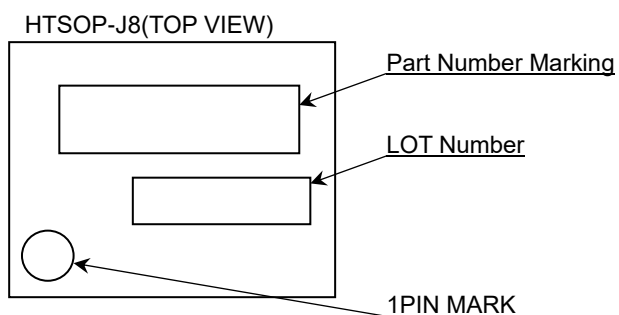 HTSOP-J8(TOP VIEW)
Part Number Marking
LOT Number
1PIN MARK